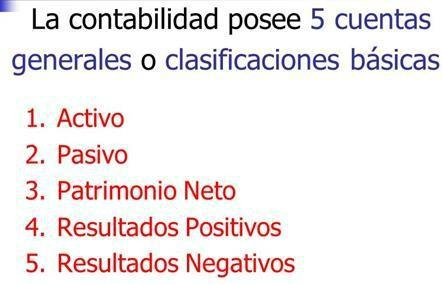 La contabilidad posee 5 cuentas
generales o clasificaciones básicas
1. Activo
2. Pasivo
3. Patrimonio Neto
4. Resultados Positivos
5. Resultados Negativos